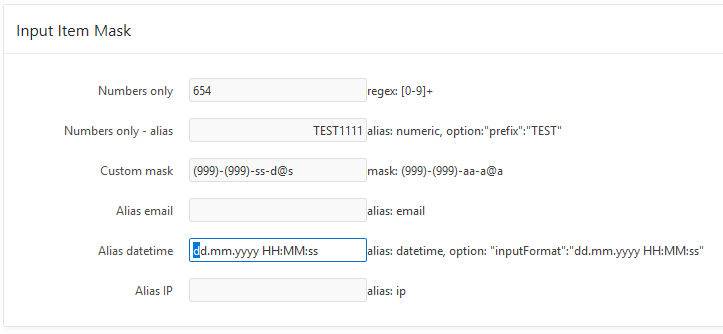 Input Item Mask
Numbers only 654 regex: [0-9]+
Numbers only - alias TEST1111 alias: numeric, option:"prefix":"TEST"
Custom mask (999)-(999)-ss-d@s mask: (999)-(999)-aa-a@a
Alias email alias: email
Alias datetime dd.mm.yyyy HH:MM:ss alias: datetime, option: "inputFormat":"dd.mm.yyyy HH:MM:ss"
Alias IP alias: ip